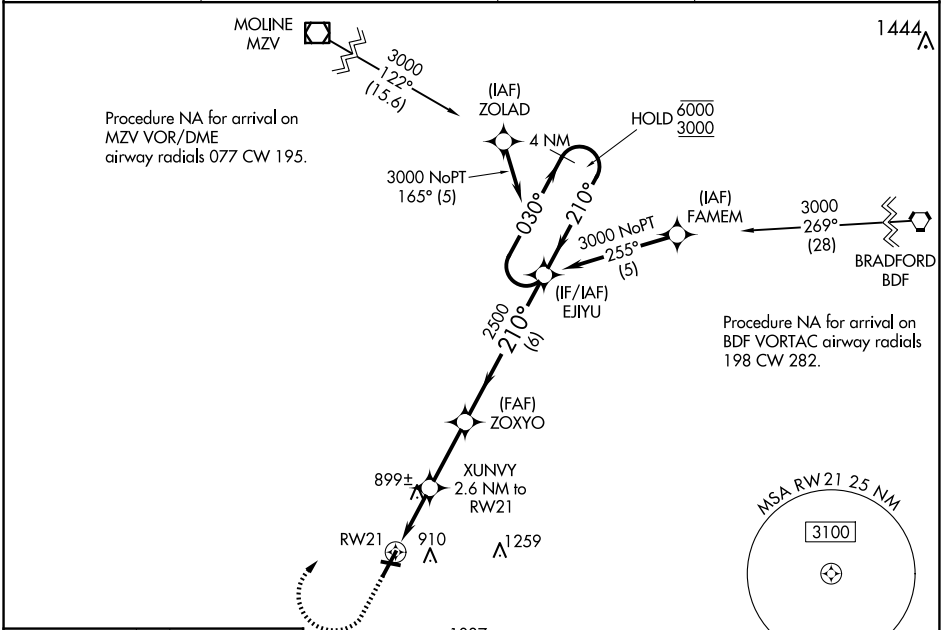 MOLINE
MZV
3000
122°
(15.6)
1444
Procedure NA for arrival on
MZV VOR/DME
airway radials 077 CW 195.
(IAF)
ZOLAD
4 NM
HOLD 6000
3000
3000 NoPT
165° (5)
030°
210°
(IAF)
FAMEM
3000 NoPT
255°
(5)
3000
269°
(28)
BRADFORD
BDF
(IF/IAF)
EJIYU
2500
210°
(6)
Procedure NA for arrival on
BDF VORTAC airway radials
198 CW 282.
(FAF)
ZOXYO
899±
XUNVY
2.6 NM to
RW21
RW21
910
1259
MSA RW21 25 NM
3100